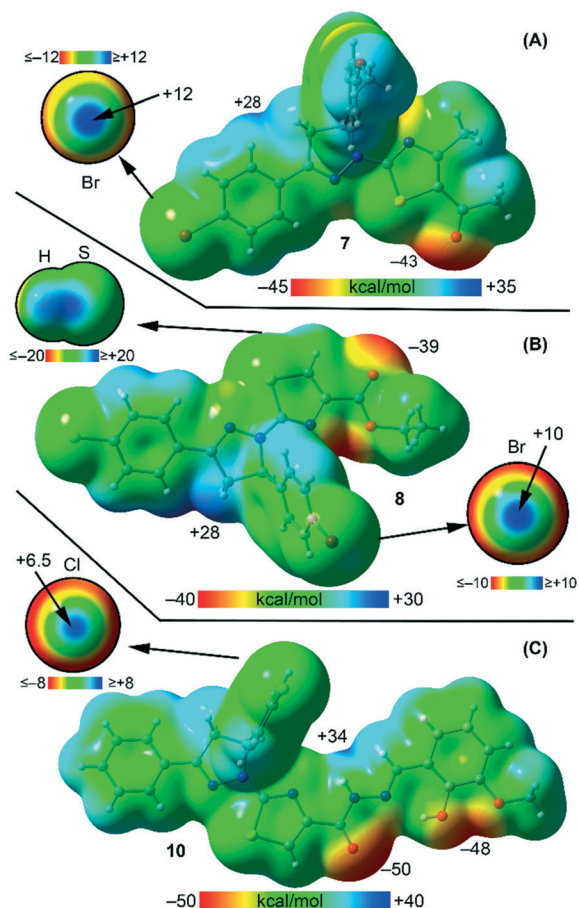 (A)
≤–12 ≥+12
+12
+28
Br
7
–43
–45 kcal/mol +35
H S
≤–20 ≥+20
(B)
–39
Br
+10
8
+28
≤–10 ≥+10
–40 kcal/mol +30
Cl
+6.5
≤–8 ≥+8
(C)
+34
10
–50
–48
–50 kcal/mol +40